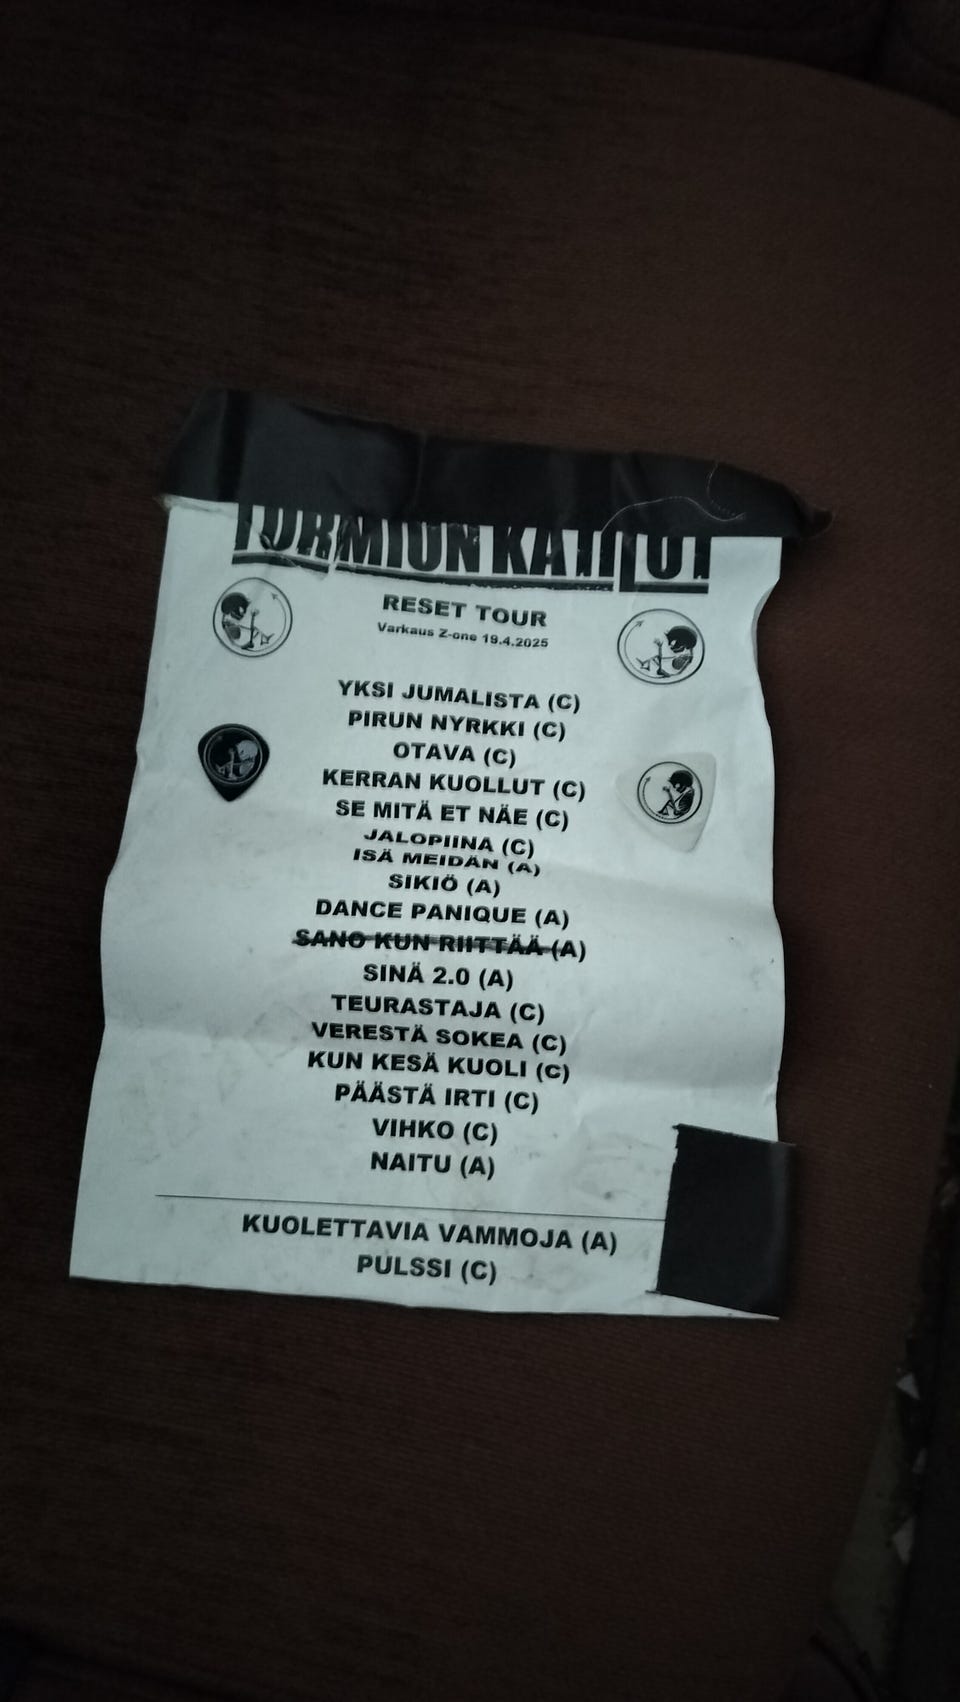 TURMION KATILOT
RESET TOUR
Varkaus Z-one 19.4.2025
YKSI JUMALISTA (C)
PIRUN NYRKKI (C)
OTAVA (C)
KERRAN KUOLLUT (C)
SE MITÄ ET NÄE (C)
JALOPIINA (C)
ISÄ MEIDÄN (A)
SIKIÖ (A)
DANCE PANIQUE (A)
SANO KUN RIITTÄÄ (A)
SINÄ 2.0 (A)
TEURASTAJA (C)
VERESTÄ SOKEA (C)
KUN KESÄ KUOLI (C)
PÄÄSTÄ IRTI (C)
VIHKO (C)
NAITU (A)
KUOLETTAVIA VAMMOJA (A)
PULSSI (C)